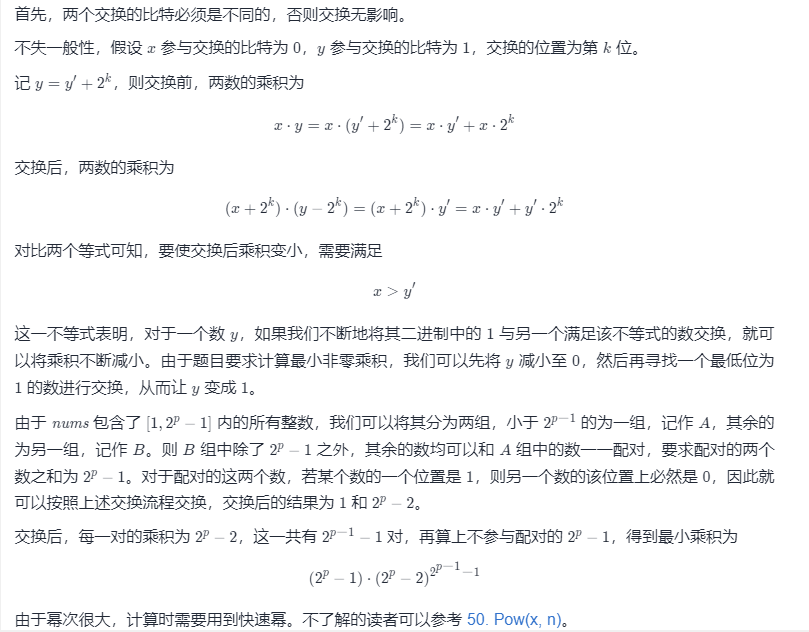 首先，两个交换的比特必须是不同的，否则交换无影响。
不失一般性，假设 x 参与交换的比特为 0，y 参与交换的比特为 1，交换的位置为第 k 位。
记 y = y′ + 2^k，则交换前，两数的乘积为
x · y = x · (y′ + 2^k) = x · y′ + x · 2^k
交换后，两数的乘积为
(x + 2^k) · (y − 2^k) = (x + 2^k) · y′ = x · y′ + y′ · 2^k
对比两个等式可知，要使交换后乘积变小，需要满足
x > y′
这一不等式表明，对于一个数 y，如果我们不断地将其二进制中的 1 与另一个满足该不等式的数交换，就可
以将乘积不断减小。由于题目要求计算最小非零乘积，我们可以先将 y 减小至 0，然后再寻找一个最低位为
1 的数进行交换，从而让 y 变成 1。
由于 nums 包含了 [1, 2^p − 1] 内的所有整数，我们可以将其分为两组，小于 2^{p−1} 的为一组，记作 A，其余的
为另一组，记作 B。则 B 组中除了 2^p − 1 之外，其余的数均可以和 A 组中的数一一配对，要求配对的两个
数之和为 2^p − 1。对于配对的这两个数，若某个数的一个位置是 1，则另一个数的该位置上必然是 0，因此就
可以按照上述交换流程交换，交换后的结果为 1 和 2^p − 2。
交换后，每一对的乘积为 2^p − 2，这一共有 2^{p−1} − 1 对，再算上不参与配对的 2^p − 1，得到最小乘积为
(2^p − 1) · (2^p − 2)^{2^{p−1}−1}
由于幂次很大，计算时需要用到快速幂。不了解的读者可以参考 50. Pow(x, n)。